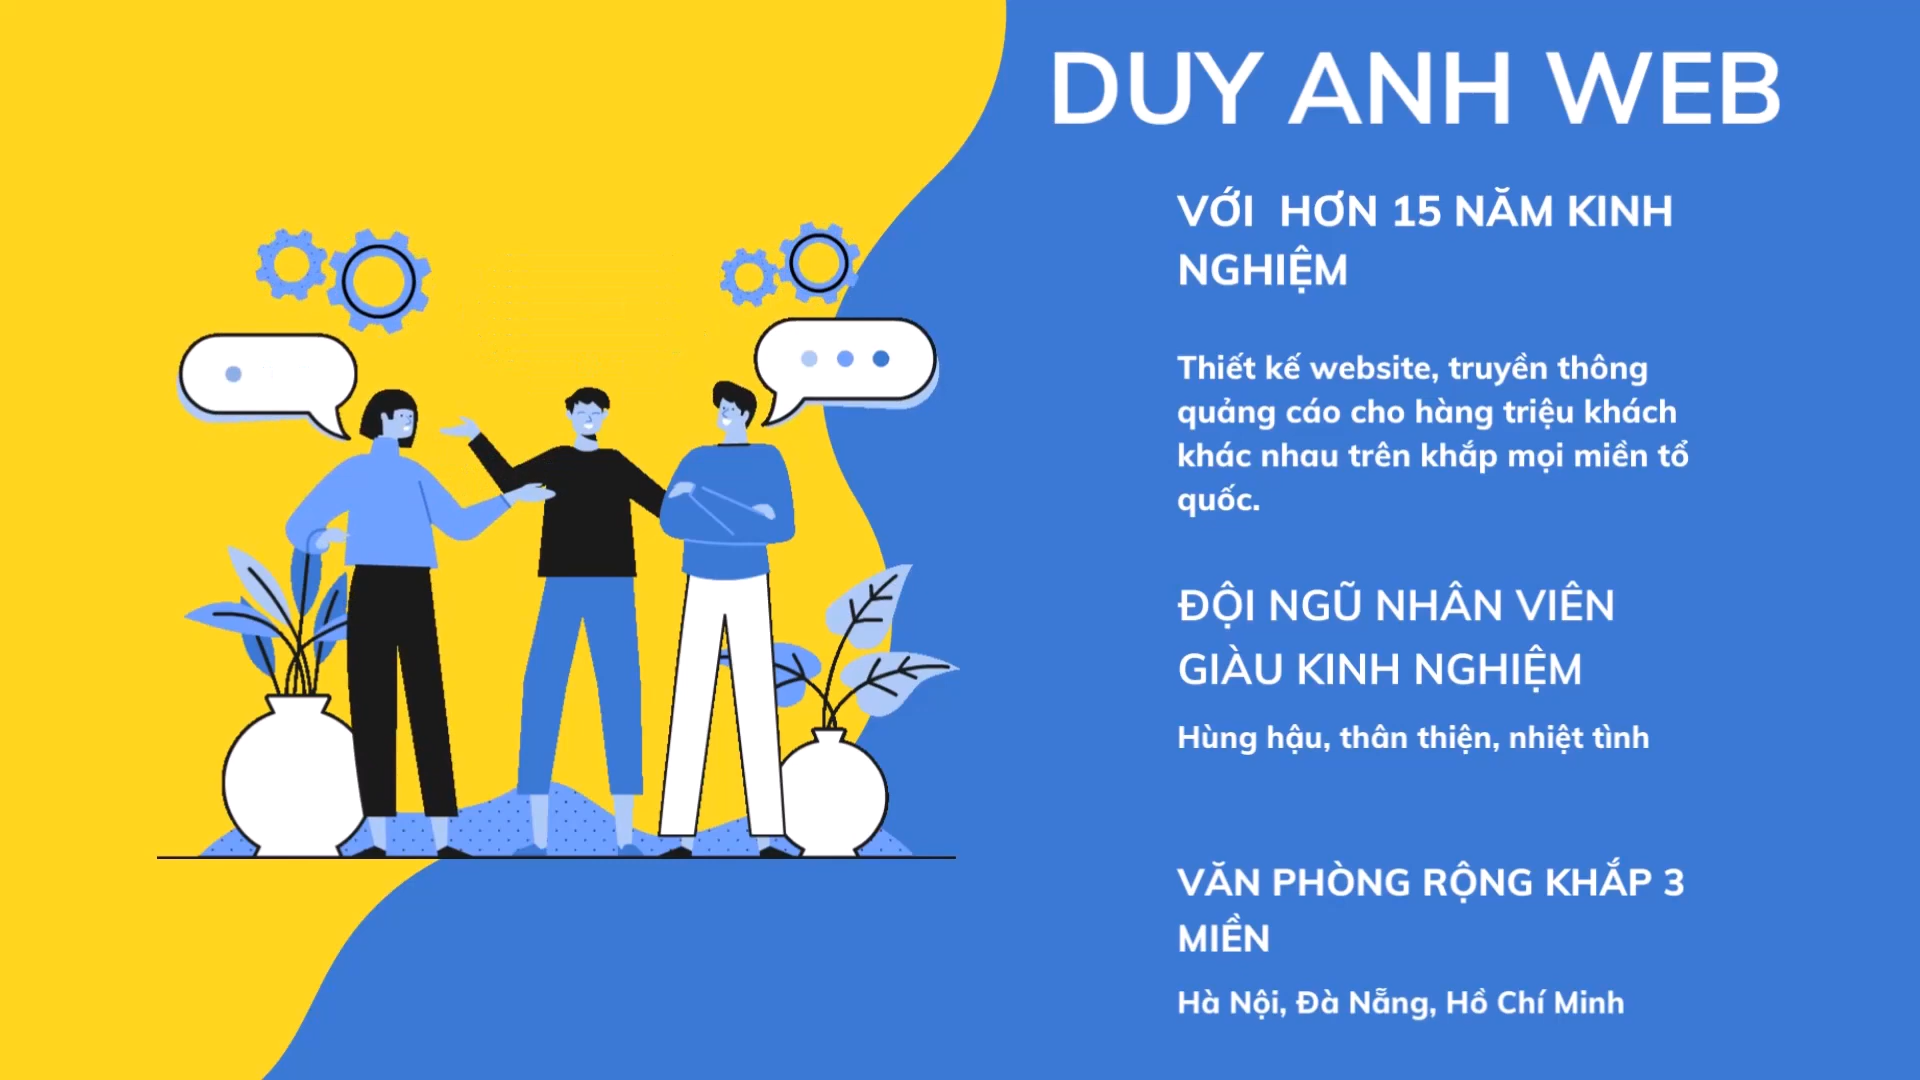 DUY ANH WEB
VỚI  HƠN 15 NĂM KINH
NGHIỆM
Thiết kế website, truyền thông
quảng cáo cho hàng triệu khách
khác nhau trên khắp mọi miền tổ
quốc.
ĐỘI NGŨ NHÂN VIÊN
GIÀU KINH NGHIỆM
Hùng hậu, thân thiện, nhiệt tình
VĂN PHÒNG RỘNG KHẮP 3
MIỀN
Hà Nội, Đà Nẵng, Hồ Chí Minh